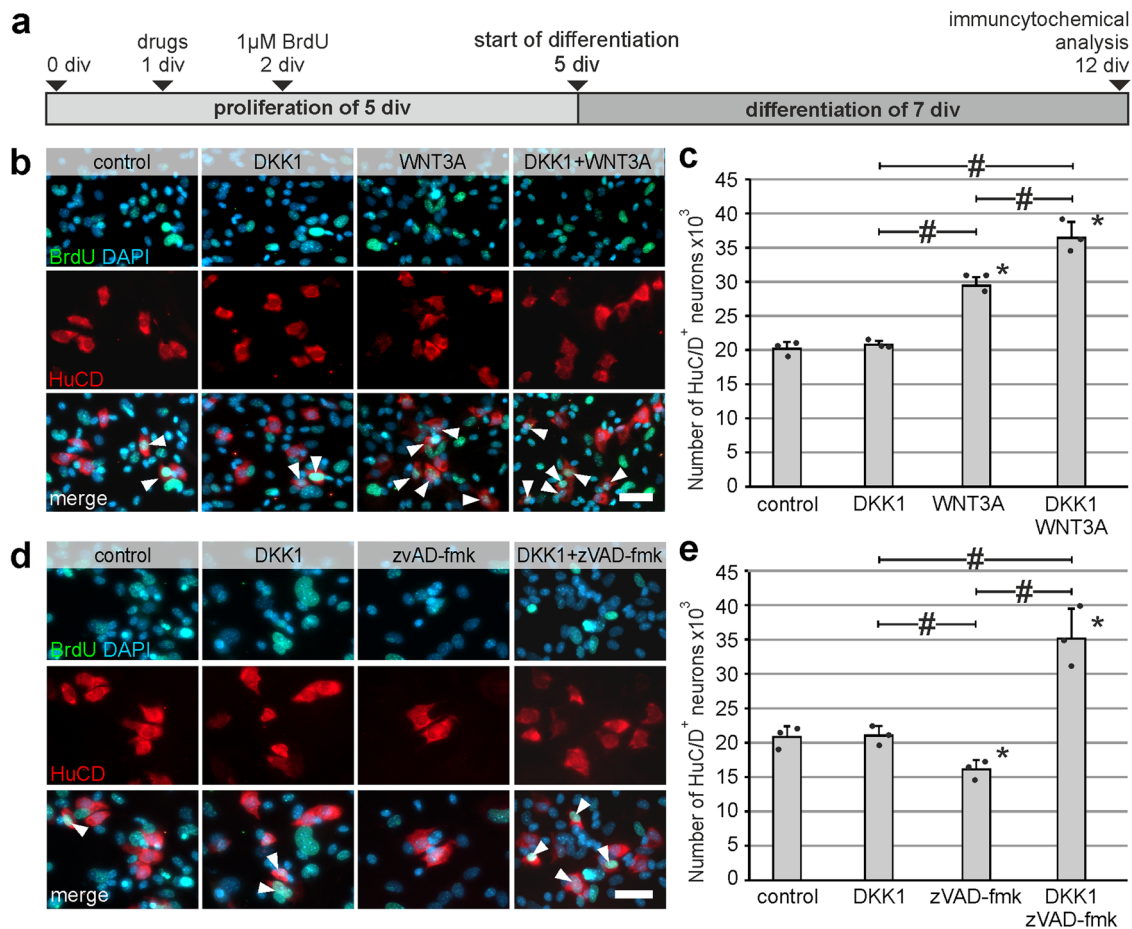 a
drugs
1µM BrdU
start of differentiation
immuncytochemical
analysis
0 div
1 div
2 div
5 div
12 div
proliferation of 5 div
differentiation of 7 div
b
control
DKK1
WNT3A
DKK1+WNT3A
BrdU DAPI
HuCD
merge
c
Number of HuC/D+ neurons x103
45
40
35
30
25
20
15
10
5
0
#
#
#
*
*
control
DKK1
WNT3A
DKK1
WNT3A
d
control
DKK1
zvAD-fmk
DKK1+zVAD-fmk
BrdU DAPI
HuCD
merge
e
Number of HuC/D+ neurons x103
45
40
35
30
25
20
15
10
5
0
#
#
#
*
*
control
DKK1
zVAD-fmk
DKK1
zVAD-fmk